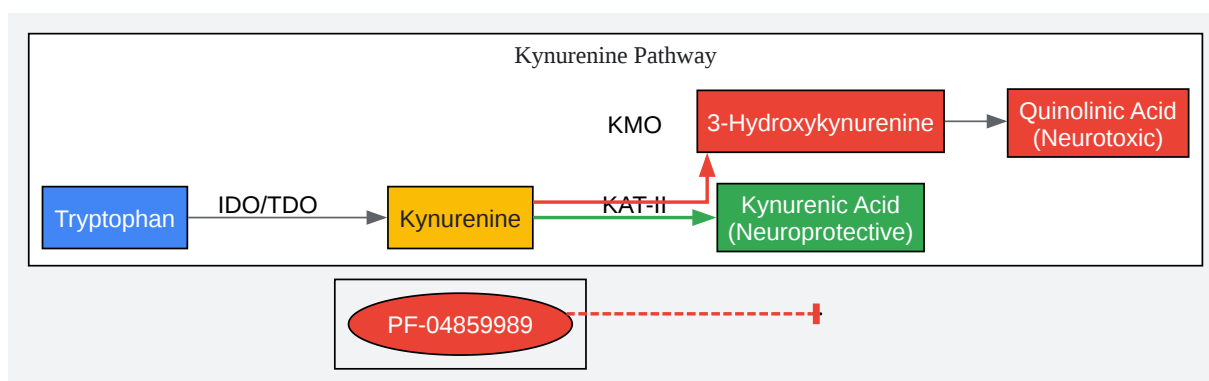 Kynurenine Pathway
KMO
3-Hydroxykynurenine
Quinolinic Acid
(Neurotoxic)
Tryptophan
IDO/TDO
Kynurenine
KAT-II
Kynurenic Acid
(Neuroprotective)
PF-04859989